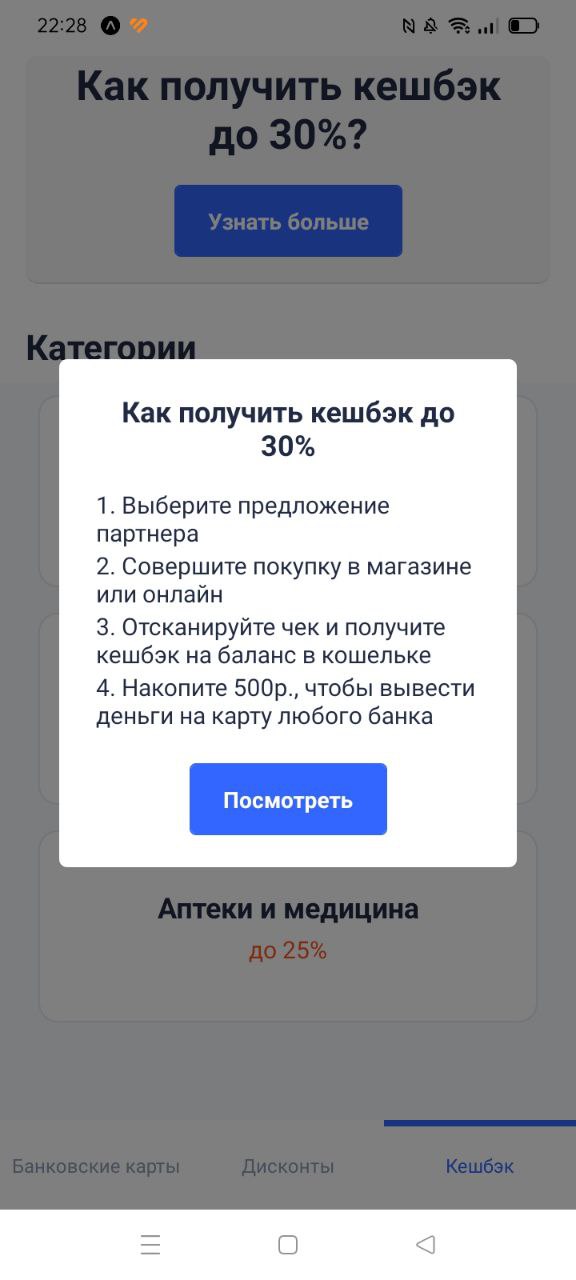 22:28
Как получить кешбэк
до 30%?
Узнать больше
Категории
Как получить кешбэк до
30%
1. Выберите предложение
партнера
2. Совершите покупку в магазине
или онлайн
3. Отсканируйте чек и получите
кешбэк на баланс в кошельке
4. Накопите 500р., чтобы вывести
деньги на карту любого банка
Посмотреть
Аптеки и медицина
до 25%
Банковские карты
Дисконты
Кешбэк